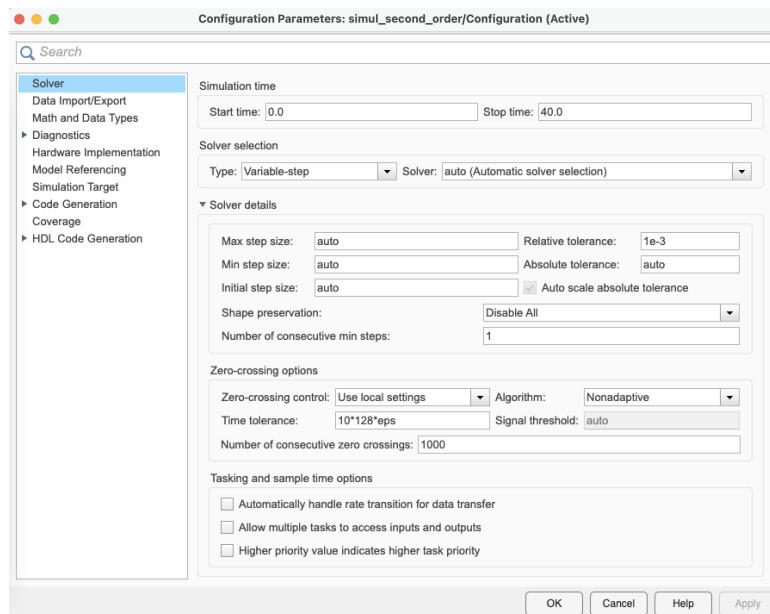 Configuration Parameters: simul_second_order/Configuration (Active)
Search
Solver
Data Import/Export
Math and Data Types
Diagnostics
Hardware Implementation
Model Referencing
Simulation Target
Code Generation
Coverage
HDL Code Generation
Simulation time
Start time: 0.0 Stop time: 40.0
Solver selection
Type: Variable-step Solver: auto (Automatic solver selection)
Solver details
Max step size: auto Relative tolerance: 1e-3
Min step size: auto Absolute tolerance: auto
Initial step size: auto Auto scale absolute tolerance
Shape preservation: Disable All
Number of consecutive min steps: 1
Zero-crossing options
Zero-crossing control: Use local settings Algorithm: Nonadaptive
Time tolerance: 10*128*eps Signal threshold: auto
Number of consecutive zero crossings: 1000
Tasking and sample time options
Automatically handle rate transition for data transfer
Allow multiple tasks to access inputs and outputs
Higher priority value indicates higher task priority
OK Cancel Help Apply